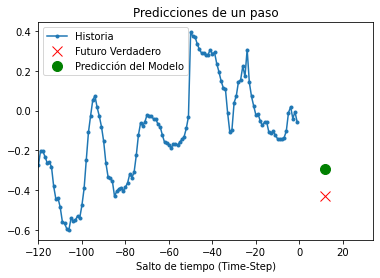 Predicciones de un paso
Historia
Futuro Verdadero
Predicción del Modelo
0.4
0.2
0.0
−0.2
−0.4
−0.6
−120
−100
−80
−60
−40
−20
0
20
Salto de tiempo (Time-Step)